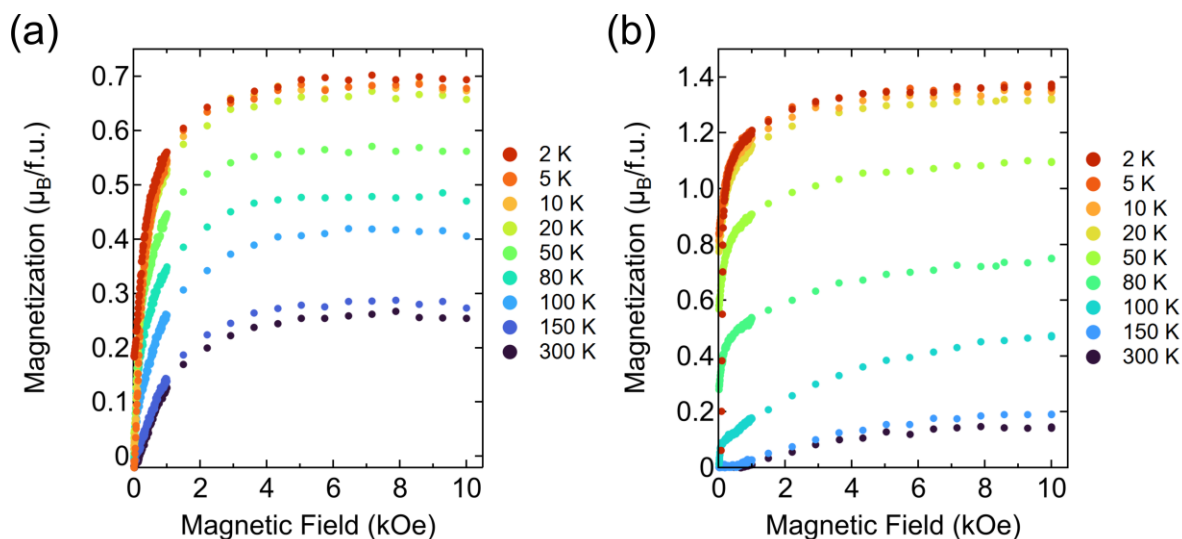 (a)
Magnetization (μB/f.u.)
0.7
0.6
0.5
0.4
0.3
0.2
0.1
0
0 2 4 6 8 10
Magnetic Field (kOe)
2 K
5 K
10 K
20 K
50 K
80 K
100 K
150 K
300 K
(b)
Magnetization (μB/f.u.)
1.4
1.2
1.0
0.8
0.6
0.4
0.2
0
0 2 4 6 8 10
Magnetic Field (kOe)
2 K
5 K
10 K
20 K
50 K
80 K
100 K
150 K
300 K